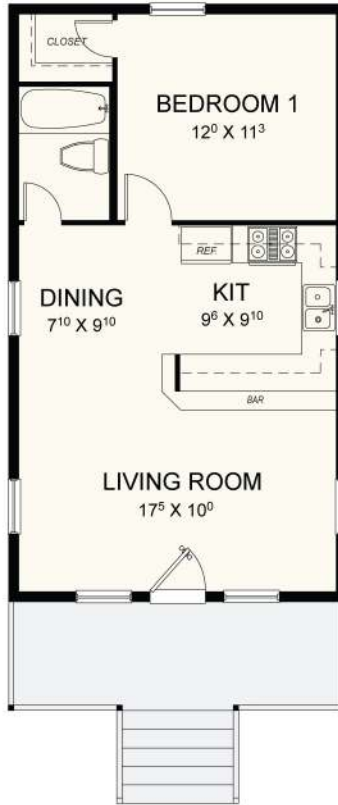 CLOSET
BEDROOM 1
12⁰ X 11³
REF.
DINING
7¹⁰ X 9¹⁰
KIT
9⁶ X 9¹⁰
BAR
LIVING ROOM
17⁵ X 10⁰